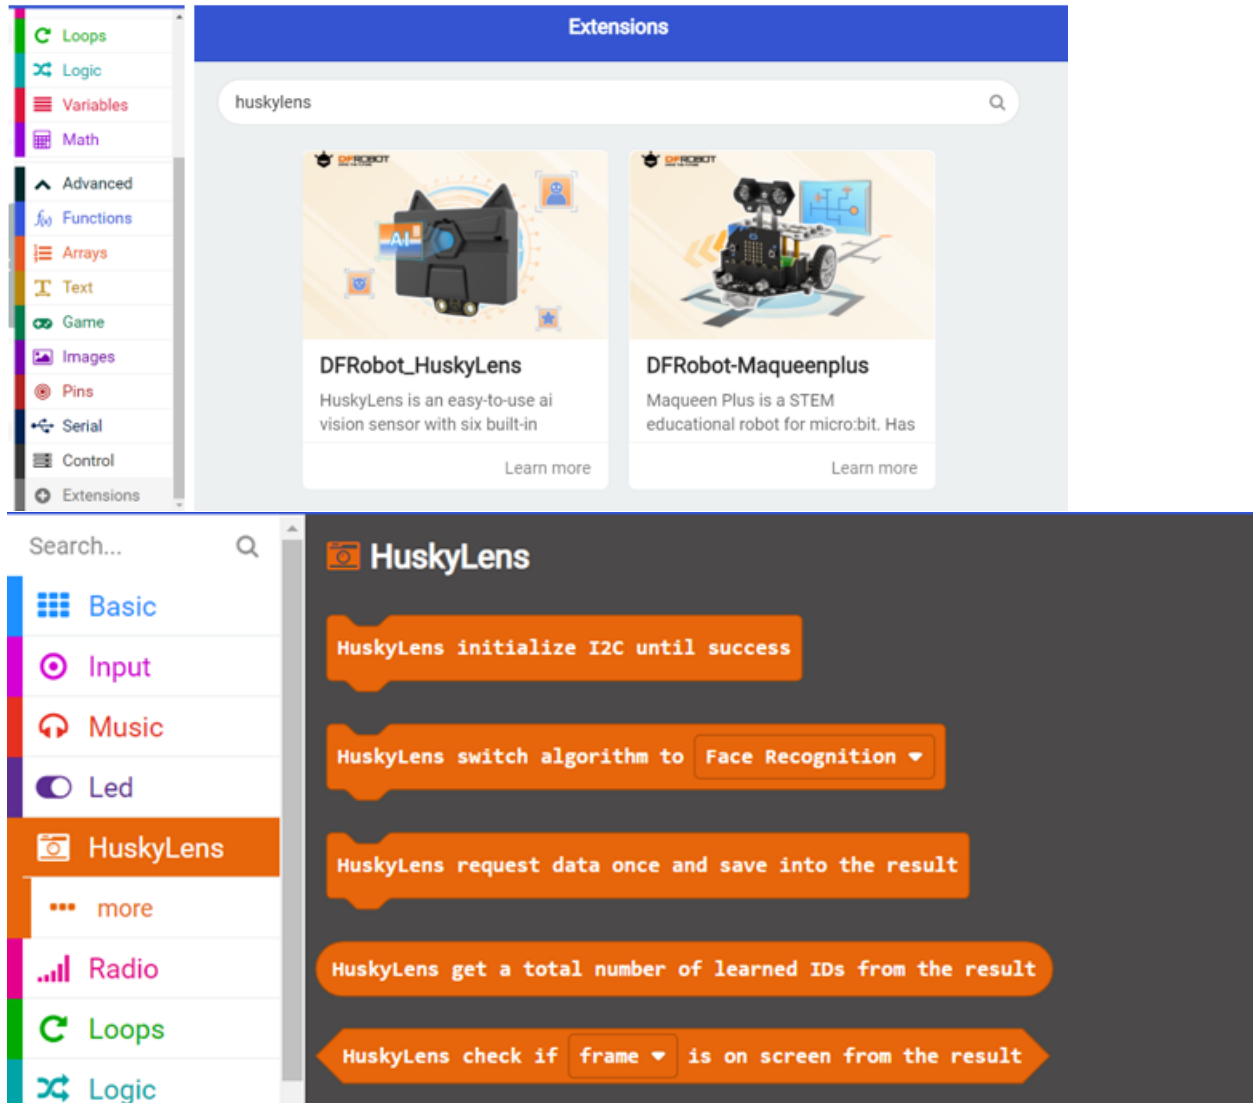 Loops
Logic
Variables
Math
Advanced
f(x) Functions
Arrays
Text
Game
Images
Pins
Serial
Control
Extensions
Extensions
huskylens
DFROBOT
AI
DFRobot_HuskyLens
HuskyLens is an easy-to-use ai
vision sensor with six built-in
Learn more
DFROBOT
DFRobot-Maqueenplus
Maqueen Plus is a STEM
educational robot for micro:bit. Has
Learn more
Search...
Basic
Input
Music
Led
HuskyLens
more
Radio
Loops
Logic
HuskyLens
HuskyLens initialize I2C until success
HuskyLens switch algorithm to Face Recognition
HuskyLens request data once and save into the result
HuskyLens get a total number of learned IDs from the result
HuskyLens check if frame is on screen from the result